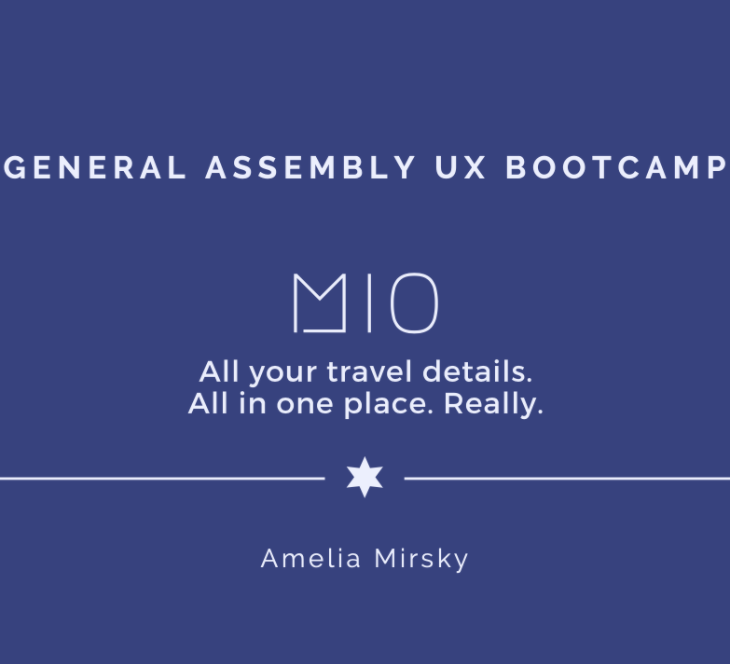 GENERAL ASSEMBLY UX BOOTCAMP
MIO
All your travel details.
All in one place. Really.
Amelia Mirsky